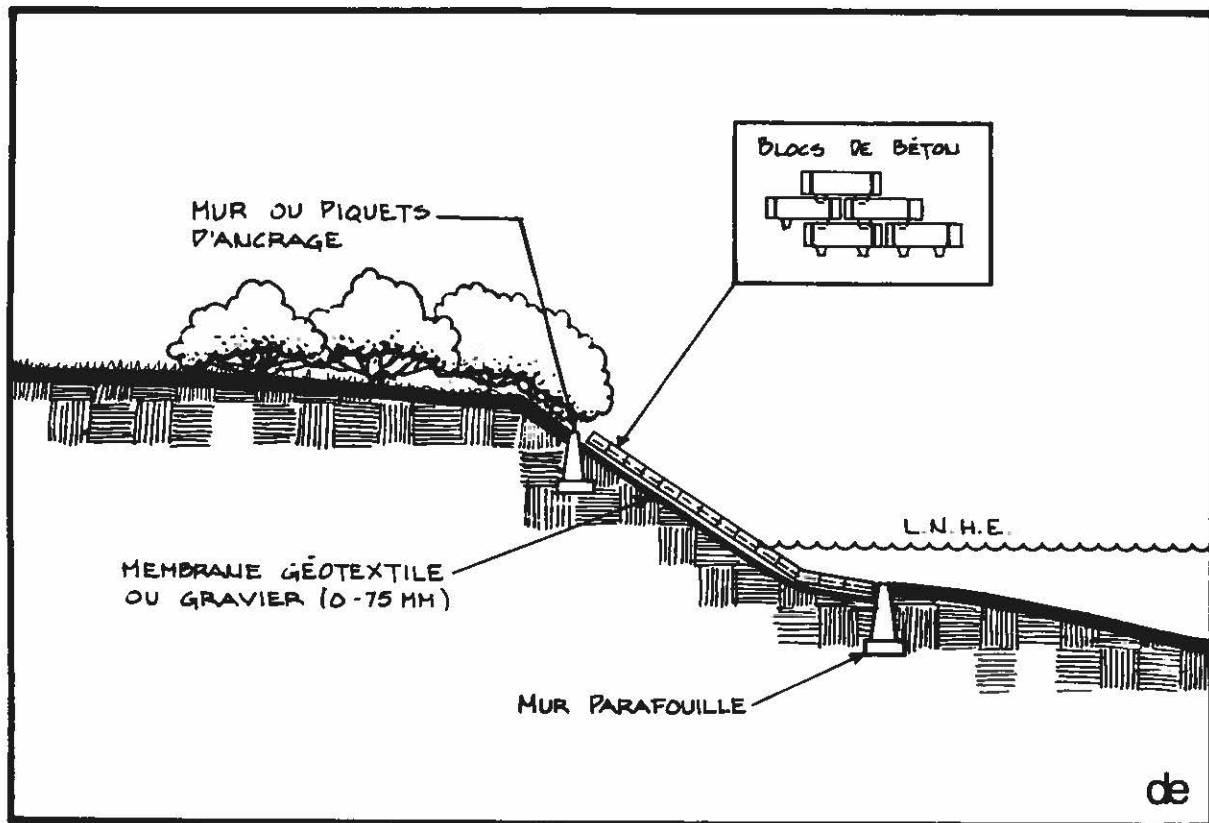 BLOCS DE BÉTON
MUR OU PIQUETS
D'ANCRAGE
L.N.H.E.
MEMBRANE GÉOTEXTILE
OU GRAVIER (0-75 MM)
MUR PARAFOUILLE
de